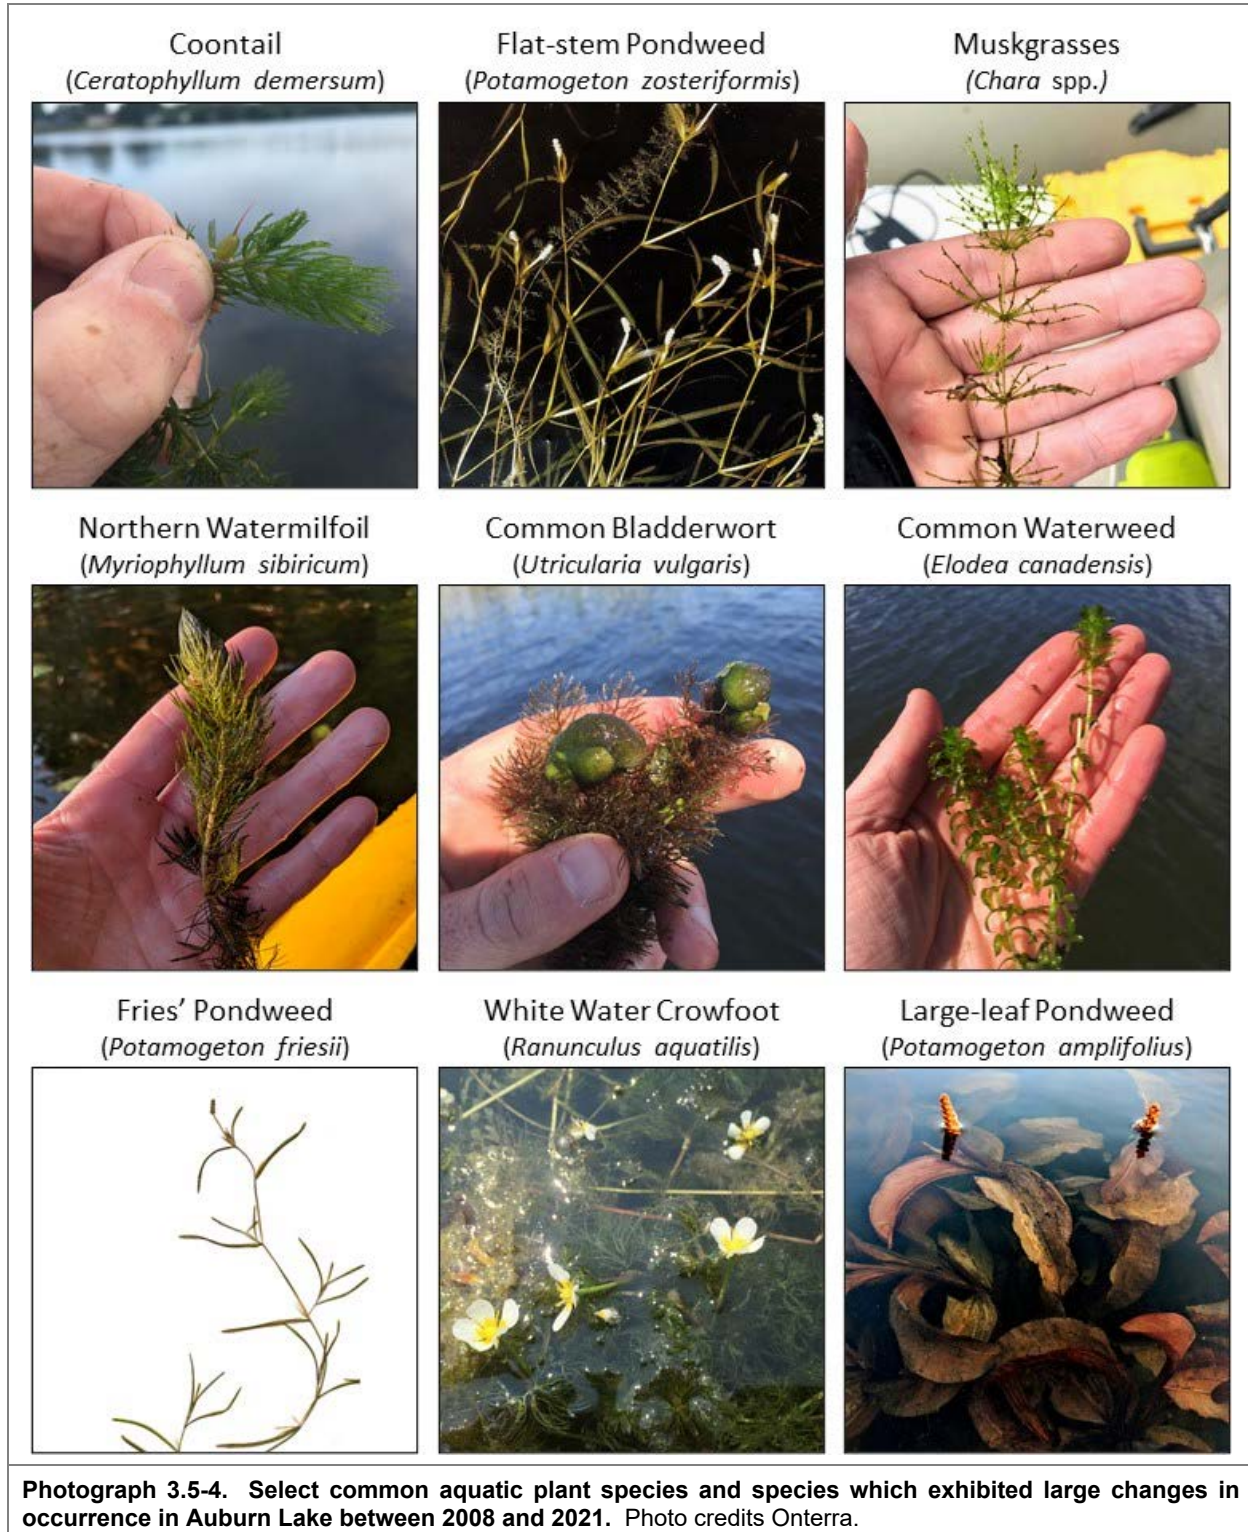 Coontail
(Ceratophyllum demersum)
Flat-stem Pondweed
(Potamogeton zosteriformis)
Muskgrasses
(Chara spp.)
Northern Watermilfoil
(Myriophyllum sibiricum)
Common Bladderwort
(Utricularia vulgaris)
Common Waterweed
(Elodea canadensis)
Fries' Pondweed
(Potamogeton friesii)
White Water Crowfoot
(Ranunculus aquatilis)
Large-leaf Pondweed
(Potamogeton amplifolius)
Photograph 3.5-4. Select common aquatic plant species and species which exhibited large changes in
occurrence in Auburn Lake between 2008 and 2021. Photo credits Onterra.